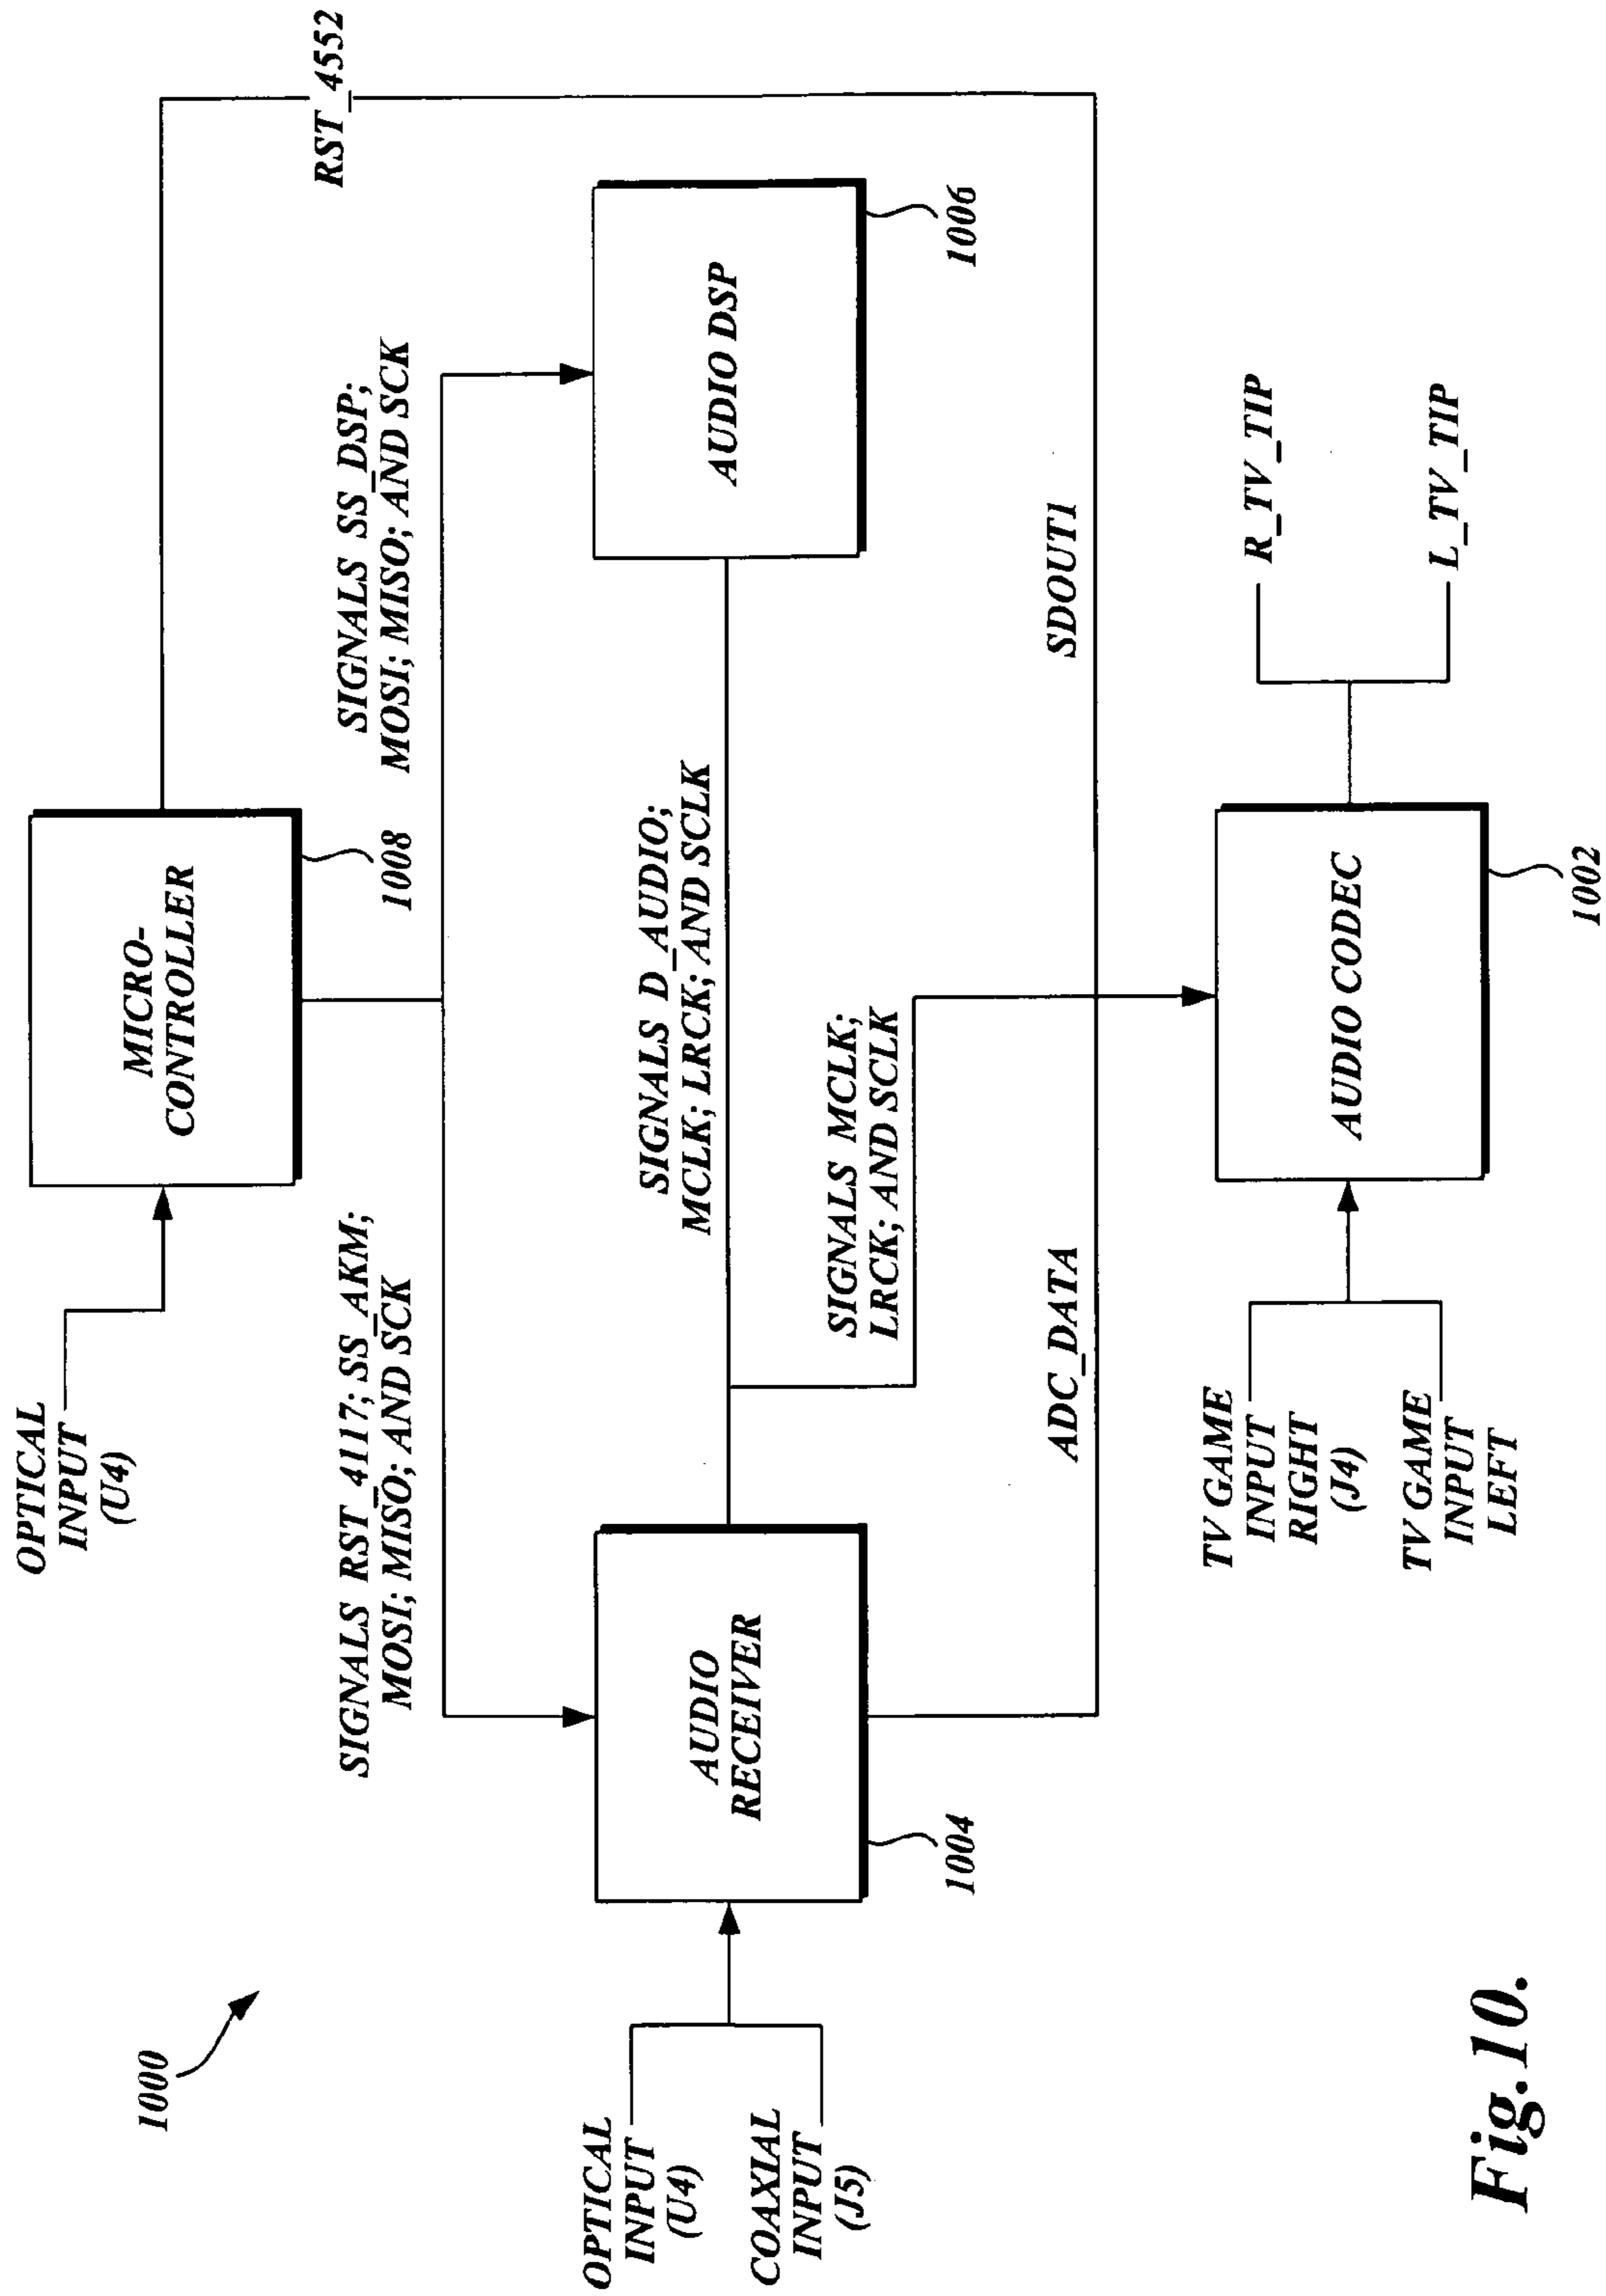 1000
OPTICAL
INPUT
(U4)
MICRO-
CONTROLLER
1008
RST_4552
SIGNALS RST_4117; SS_AKM;
MOSI; MISO; AND SCK
SIGNALS SS_DSP;
MOSI; MISO; AND SCK
OPTICAL
INPUT
(U4)
COAXIAL
INPUT
(J5)
AUDIO
RECEIVER
1004
SIGNALS D_AUDIO;
MCLK; LRCK; AND SCLK
AUDIO DSP
1006
SIGNALS MCLK;
LRCK; AND SCLK
ADC_DATA
SDOUT1
TV GAME
INPUT
RIGHT
(J4)
TV GAME
INPUT
LEFT
AUDIO CODEC
1002
R_TV_TIP
L_TV_TIP
Fig.10.